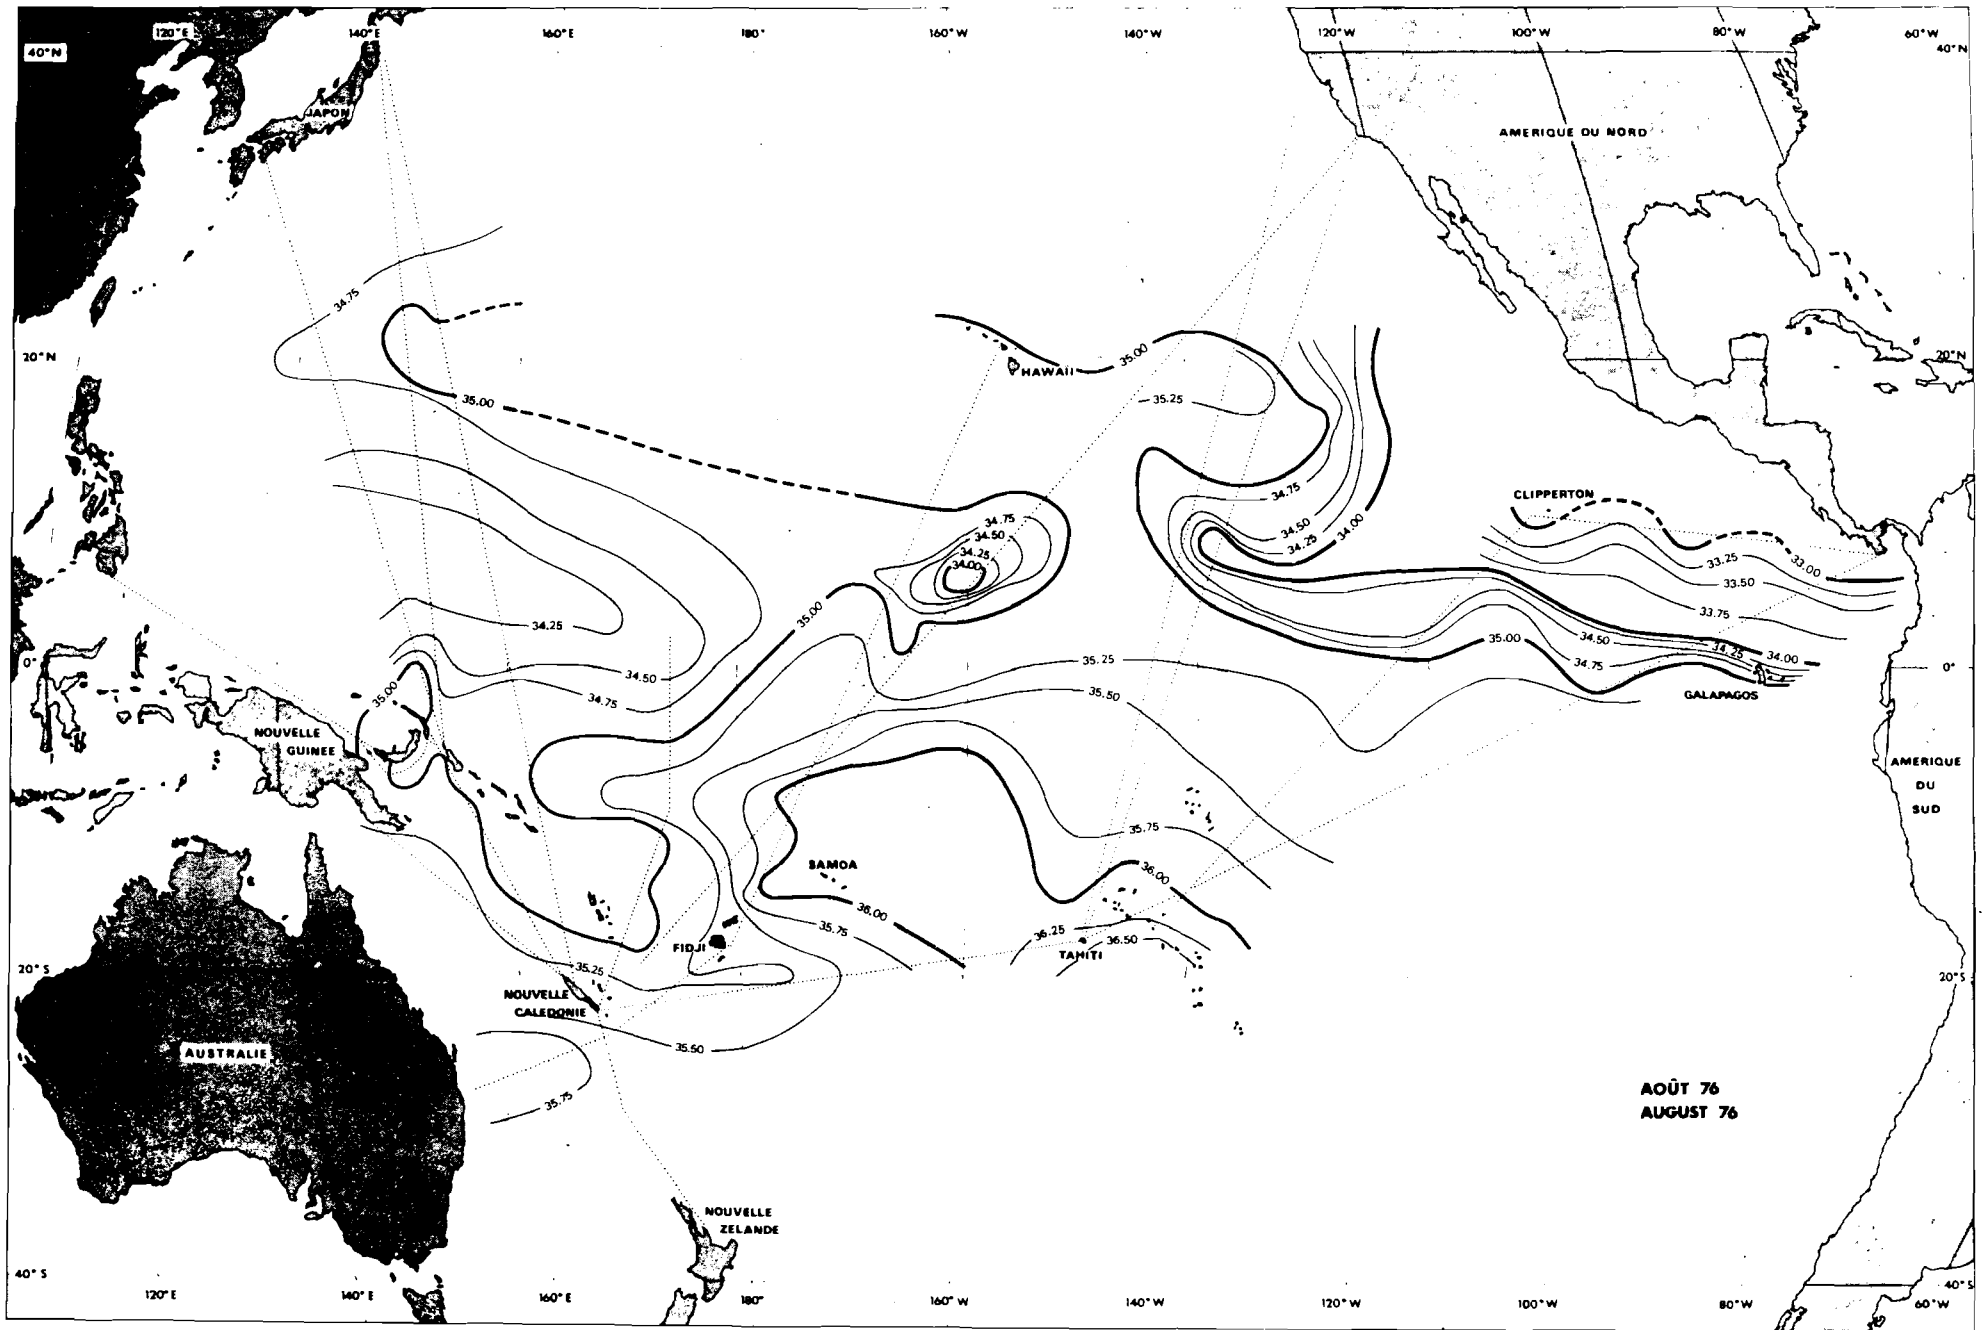 120°E 140°E 160°E 180° 160°W 140°W 120°W 100°W 80°W 60°W
40°N 40°N
JAPON
AMERIQUE DU NORD
34.75
20°N 20°N
35.00
HAWAII
35.00
35.25
34.75
CLIPPERTON
34.75
34.50
34.25
34.00
34.50
34.25
34.00
33.00
33.25
33.50
33.75
35.00
34.25
0° 0°
34.50
34.75
35.00
35.25
35.50
35.00
34.50
34.25
34.00
34.75
GALAPAGOS
NOUVELLE
GUINEE
AMERIQUE
DU
SUD
35.75
SAMOA
36.00
36.00
35.75
FIDJI
36.25
36.50
TAHITI
20°S 20°S
35.25
NOUVELLE
CALEDONIE
35.50
AUSTRALIE
35.75
AOÛT 76
AUGUST 76
NOUVELLE
ZELANDE
40°S 40°S
120°E 140°E 160°E 180° 160°W 140°W 120°W 100°W 80°W 60°W